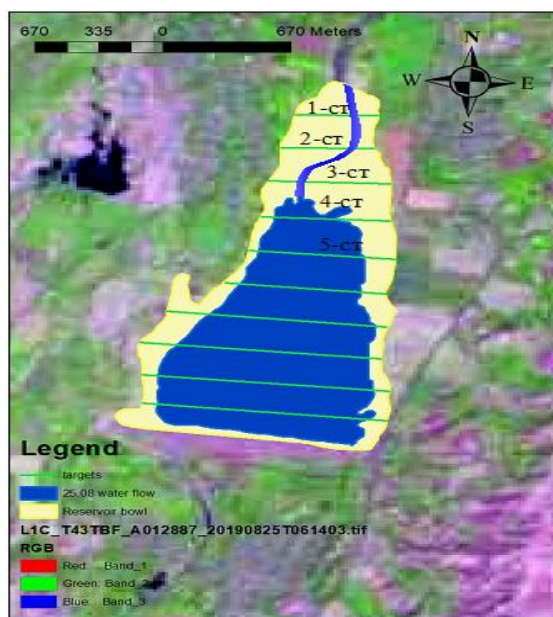 670 335 0 670 Meters
N
W E
S
1-ст
2-ст
3-ст
4-ст
5-ст
Legend
targets
25.08 water flow
Reservoir bowl
L1C_T43TBF_A012887_20190825T061403.tif
RGB
Red: Band_1
Green: Band_2
Blue: Band_3